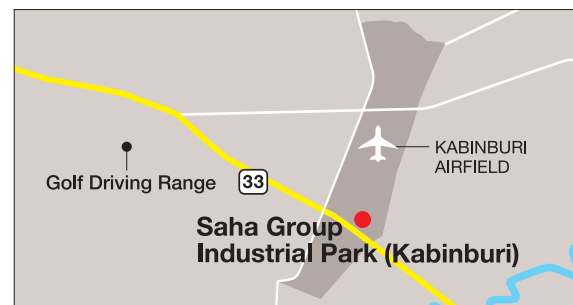 KABINBURI
AIRFIELD
Golf Driving Range
33
Saha Group
Industrial Park (Kabinburi)